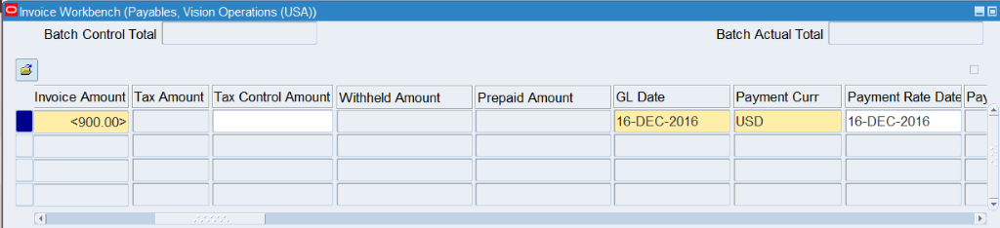 Invoice Workbench (Payables, Vision Operations (USA))
Batch Control Total Batch Actual Total
Invoice Amount Tax Amount Tax Control Amount Withheld Amount Prepaid Amount GL Date Payment Curr Payment Rate Date Pay
<900.00> 16-DEC-2016 USD 16-DEC-2016